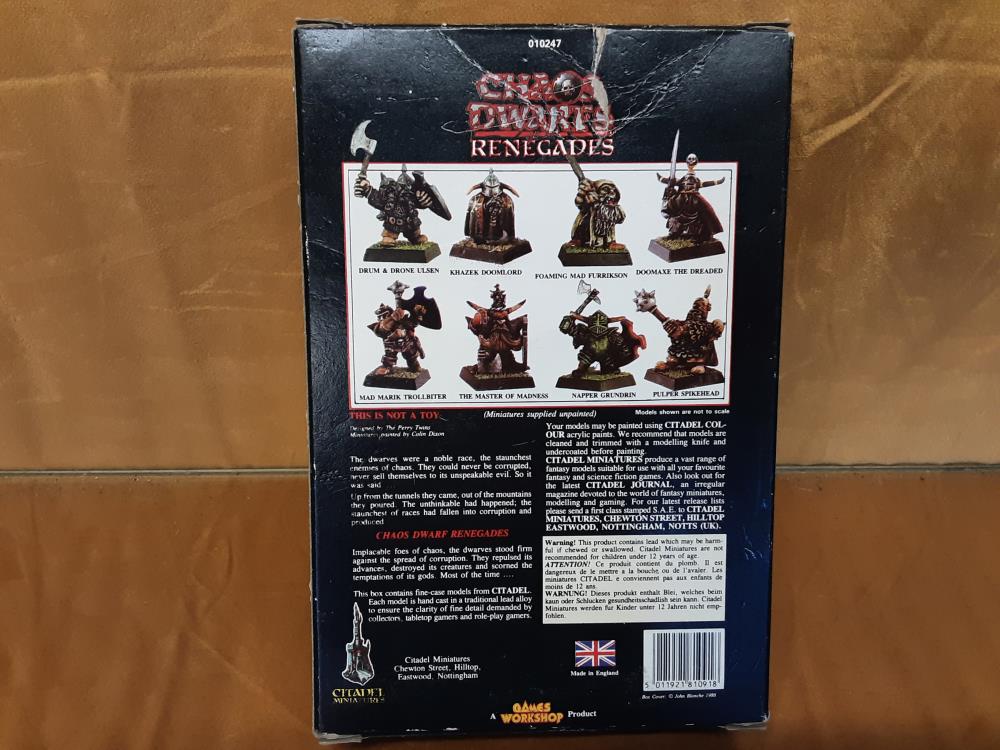 010247
CHAOS
DWARFS
RENEGADES
DRUM & DRONE ULSEN
KHAZEK DOOMLORD
FOAMING MAD FURRIKSON
DOOMAXE THE DREADED
MAD MARIK TROLLBITER
THE MASTER OF MADNESS
NAPPER GRUNDRIN
PULPER SPIKEHEAD
THIS IS NOT A TOY
(Miniatures supplied unpainted)
Models shown are not to scale
Designed by The Perry Twins
Miniatures painted by Colin Dixon
The dwarves were a noble race, the staunchest
enemies of chaos. They could never be corrupted,
never sell themselves to its unspeakable evil. So it
was said
Up from the tunnels they came, out of the mountains
they poured. The unthinkable had happened; the
staunchest of races had fallen into corruption and
produced
CHAOS DWARF RENEGADES
Implacable foes of chaos, the dwarves stood firm
against the spread of corruption. They repulsed its
advances, destroyed its creatures and scorned the
temptations of its gods. Most of the time ....
This box contains fine-case models from CITADEL.
Each model is hand cast in a traditional lead alloy
to ensure the clarity of fine detail demanded by
collectors, tabletop gamers and role-play gamers.
Citadel Miniatures
Chewton Street, Hilltop,
Eastwood, Nottingham
CITADEL
MINIATURES
Your models may be painted using CITADEL COL-
OUR acrylic paints. We recommend that models are
cleaned and trimmed with a modelling knife and
undercoated before painting.
CITADEL MINIATURES produce a vast range of
fantasy models suitable for use with all your favourite
fantasy and science fiction games. Also look out for
the latest CITADEL JOURNAL, an irregular
magazine devoted to the world of fantasy miniatures,
modelling and gaming. For our latest release lists
please send a first class stamped S.A.E. to CITADEL
MINIATURES, CHEWTON STREET, HILLTOP
EASTWOOD, NOTTINGHAM, NOTTS (UK).
Warning! This product contains lead which may be harm-
ful if chewed or swallowed. Citadel Miniatures are not
recommended for children under 12 years of age.
ATTENTION! Ce produit contient du plomb. Il est
dangereux de le mettre a la bouche ou de l'avaler. Les
miniatures CITADEL e conviennent pas aux enfants de
moins de 12 ans.
WARNUNG! Dieses produkt enthalt Blei, welches beim
kaun oder Schlucken gesundheitsschadlish sein kann. Citadel
Miniatures werden fur Kinder unter 12 Jahren nicht emp-
fohlen.
Made in England
5 011921 810918
Box Cover: © John Blanche 1988
A GAMES WORKSHOP Product